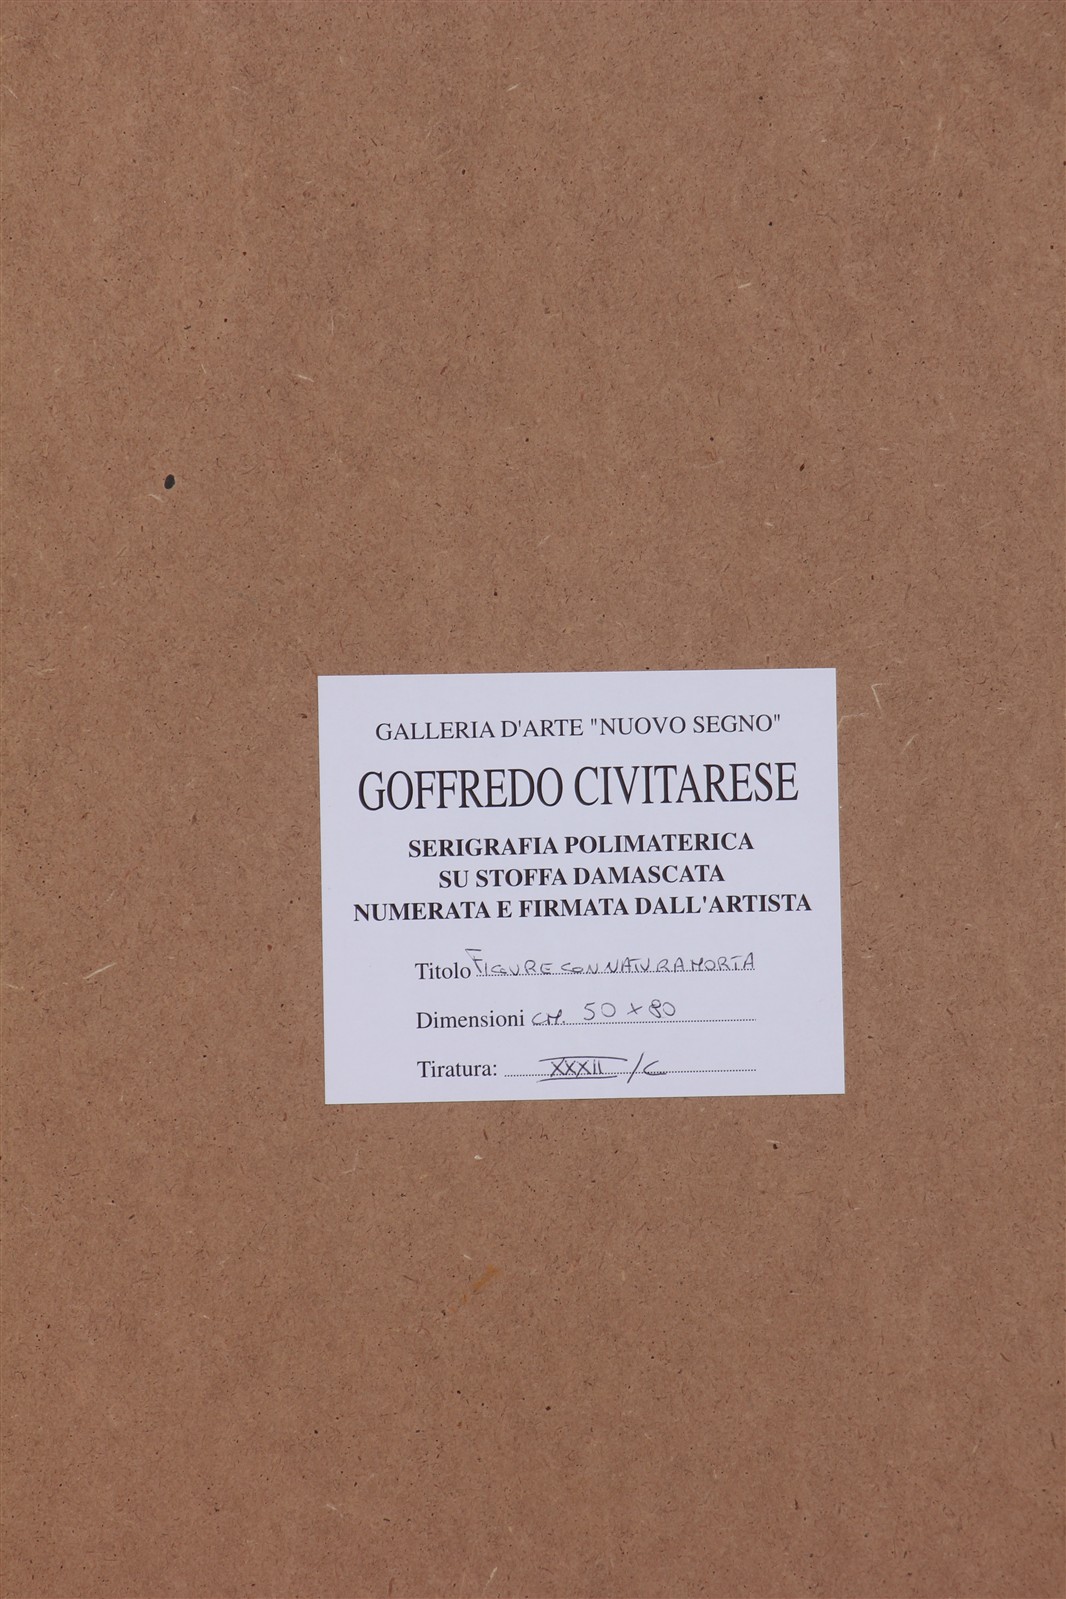 GALLERIA D'ARTE "NUOVO SEGNO"
GOFFREDO CIVITARESE
SERIGRAFIA POLIMATERICA
SU STOFFA DAMASCATA
NUMERATA E FIRMATA DALL'ARTISTA
Titolo FIGURE CON NATURA MORTA
Dimensioni CM. 50 x 80
Tiratura: XXXII / C